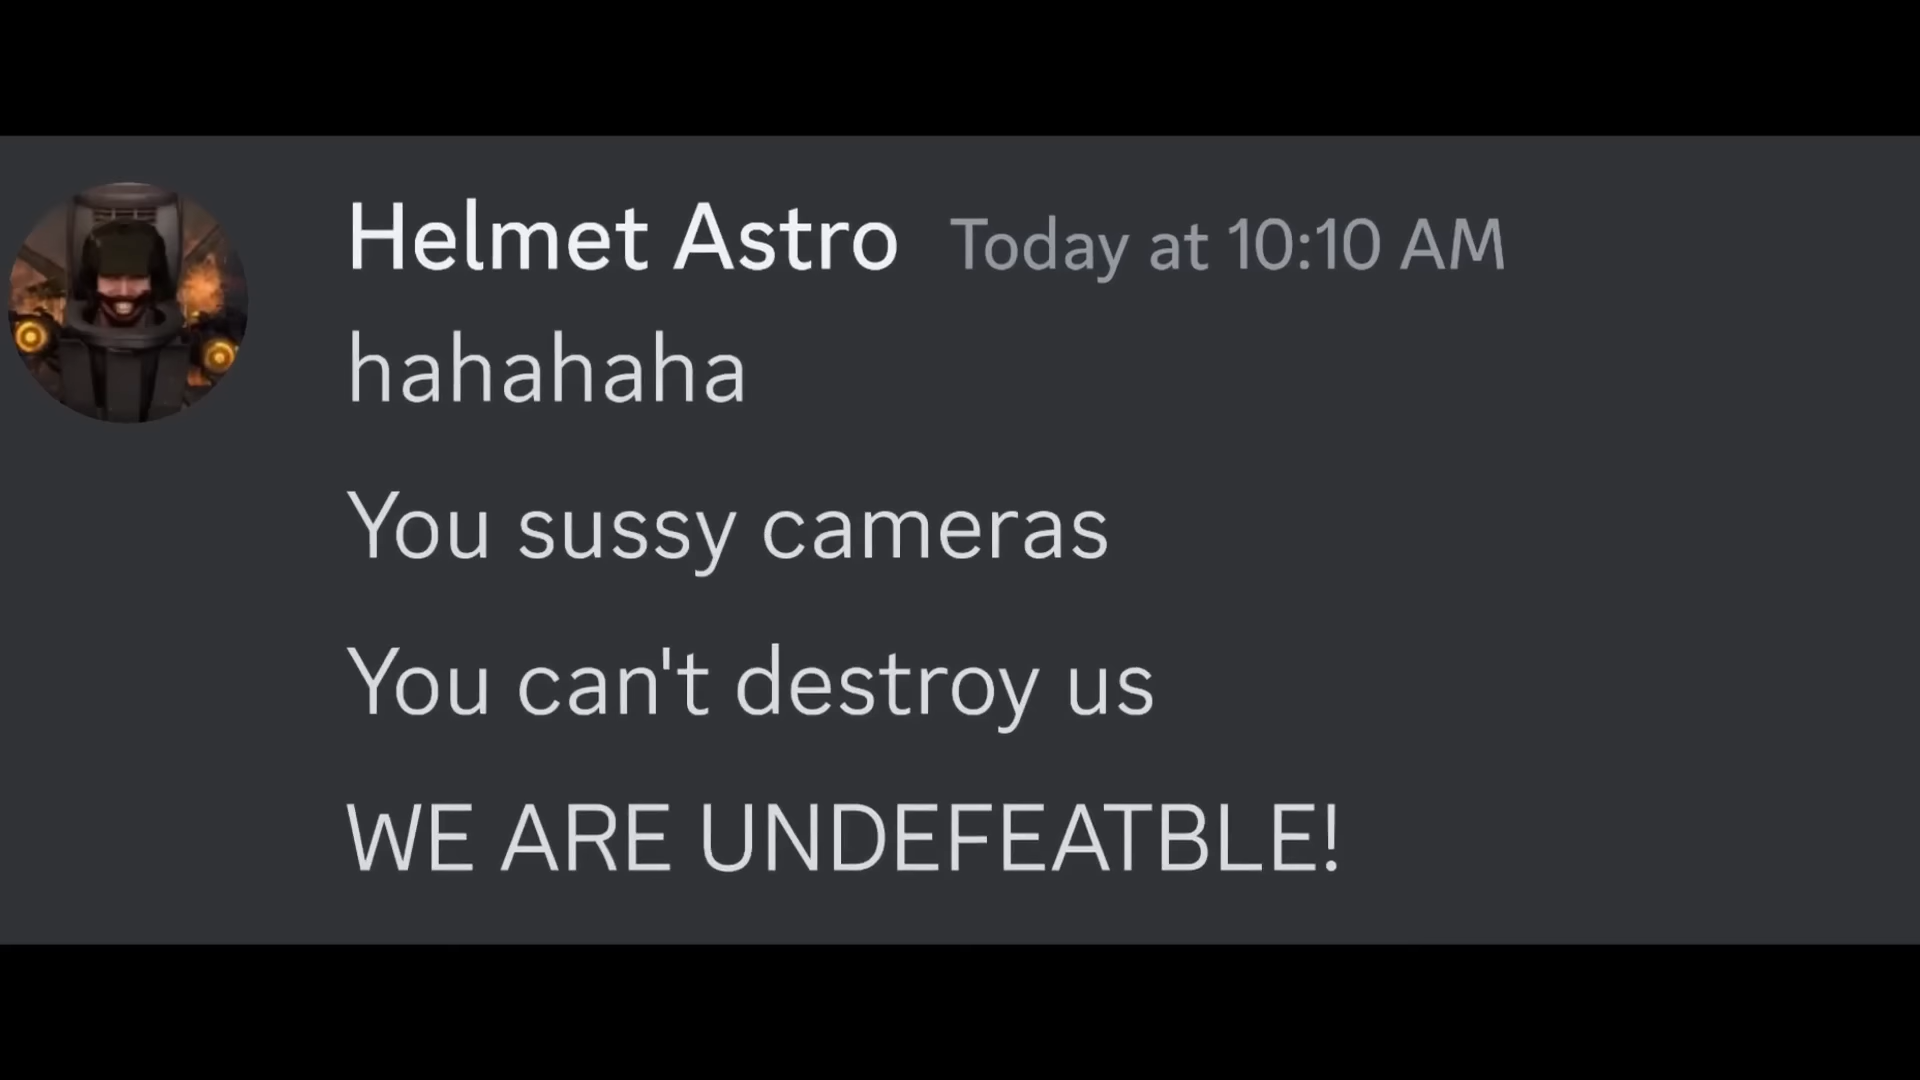 Helmet Astro Today at 10:10 AM
hahahaha
You sussy cameras
You can't destroy us
WE ARE UNDEFEATBLE!